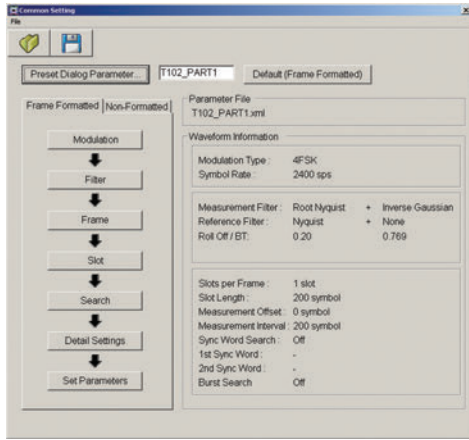 Common Setting
File
Preset Dialog Parameter... T102_PART1 Default (Frame Formatted)
Frame Formatted Non-Formatted
Modulation
Filter
Frame
Slot
Search
Detail Settings
Set Parameters
Parameter File
T102_PART1.xml
Waveform Information
Modulation Type : 4FSK
Symbol Rate : 2400 sps
Measurement Filter : Root Nyquist + Inverse Gaussian
Reference Filter : Nyquist + None
Roll Off / BT: 0.20 0.769
Slots per Frame : 1 slot
Slot Length : 200 symbol
Measurement Offset : 0 symbol
Measurement Interval : 200 symbol
Sync Word Search : Off
1st Sync Word : -
2nd Sync Word : -
Burst Search Off